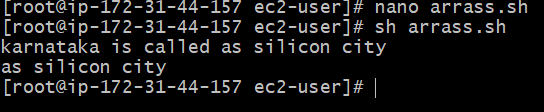 [root@ip-172-31-44-157 ec2-user]# nano arrass.sh
[root@ip-172-31-44-157 ec2-user]# sh arrass.sh
karnataka is called as silicon city
as silicon city
[root@ip-172-31-44-157 ec2-user]#